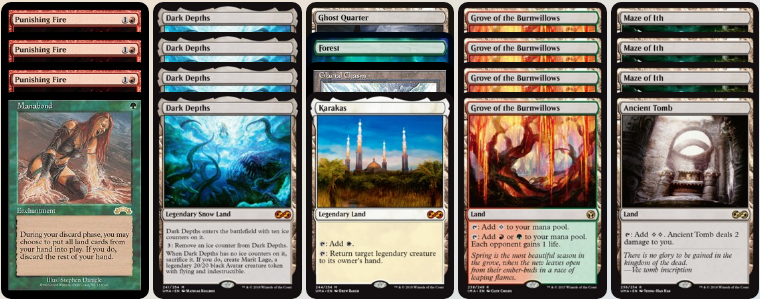 Punishing Fire
Punishing Fire
Punishing Fire
Manabond
Enchantment
During your discard phase, you may
choose to put all land cards from
your hand into play. If you do,
discard the rest of your hand.
Dark Depths
Dark Depths
Dark Depths
Dark Depths
Legendary Snow Land
Dark Depths enters the battlefield with ten ice
counters on it.
: Remove an ice counter from Dark Depths.
When Dark Depths has no ice counters on it,
sacrifice it. If you do, create Marit Lage, a
legendary 20/20 black Avatar creature token
with flying and indestructible.
Ghost Quarter
Forest
Glacial Chasm
Karakas
Legendary Land
: Add .
: Return target legendary creature
to its owner's hand.
Grove of the Burnwillows
Grove of the Burnwillows
Grove of the Burnwillows
Grove of the Burnwillows
Land
: Add to your mana pool.
: Add or to your mana pool.
Each opponent gains 1 life.
Spring is the most beautiful season in
the grove, when the new leaves open
from their ember-buds in a race of
leaping flames.
Maze of Ith
Maze of Ith
Maze of Ith
Ancient Tomb
Land
: Add . Ancient Tomb deals 2
damage to you.
There is no glory to be gained in the
kingdom of the dead.
—Vec tomb inscription